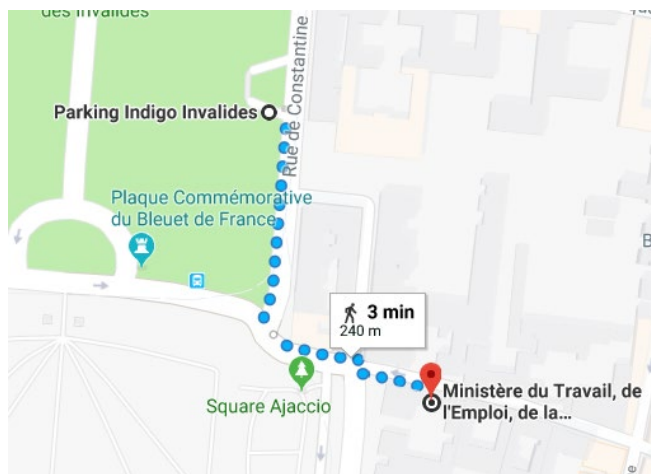 des Invalides
Parking Indigo Invalides
Rue de Constantine
Plaque Commémorative
du Bleuet de France
3 min
240 m
Ministère du Travail, de
l'Emploi, de la...
Square Ajaccio
B